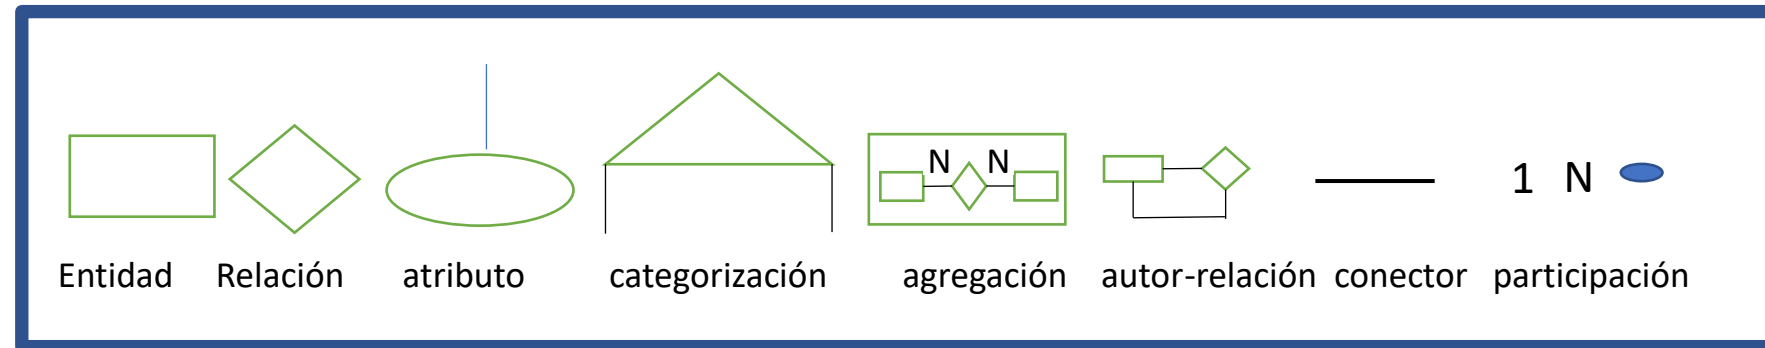 N N
1 N
Entidad Relación atributo categorización agregación autor-relación conector participación